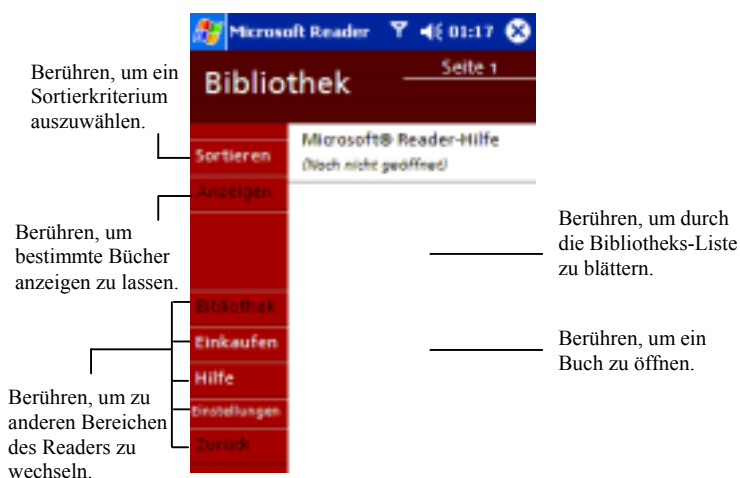 Microsoft Reader 01:17
Bibliothek
Seite 1
Berühren, um ein
Sortierkriterium
auszuwählen.
Microsoft® Reader-Hilfe
(Noch nicht geöffnet)
Sortieren
Anzeigen
Berühren, um
bestimmte Bücher
anzeigen zu lassen.
Berühren, um durch
die Bibliotheks-Liste
zu blättern.
Bibliothek
Einkaufen
Hilfe
Einstellungen
Zurück
Berühren, um ein
Buch zu öffnen.
Berühren, um zu
anderen Bereichen
des Readers zu
wechseln.